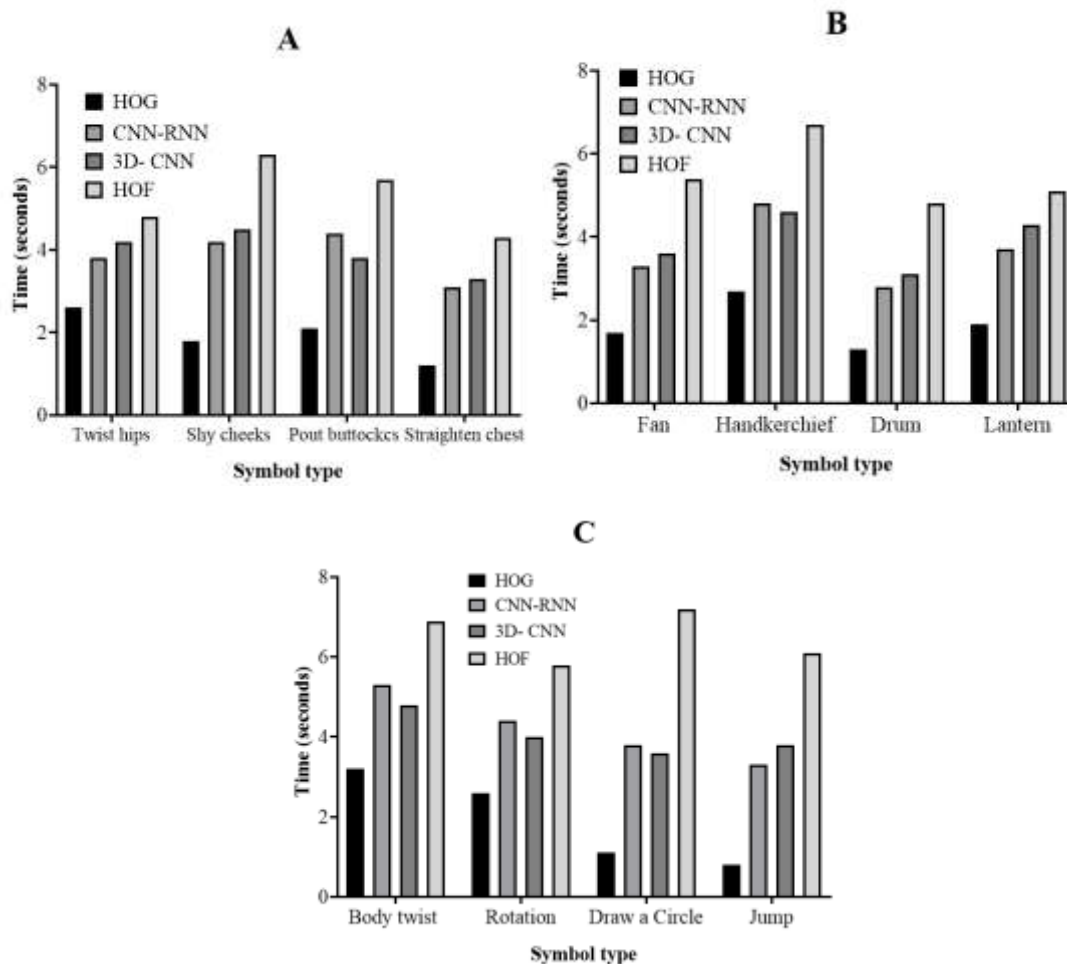 A
8
6
4
2
0
Time (seconds)
HOG
CNN-RNN
3D- CNN
HOF
Twist hips Shy cheeks Pout buttockcs Straighten chest
Symbol type
B
8
6
4
2
0
Time (seconds)
HOG
CNN-RNN
3D- CNN
HOF
Fan Handkerchief Drum Lantern
Symbol type
C
8
6
4
2
0
Time (seconds)
HOG
CNN-RNN
3D- CNN
HOF
Body twist Rotation Draw a Circle Jump
Symbol type